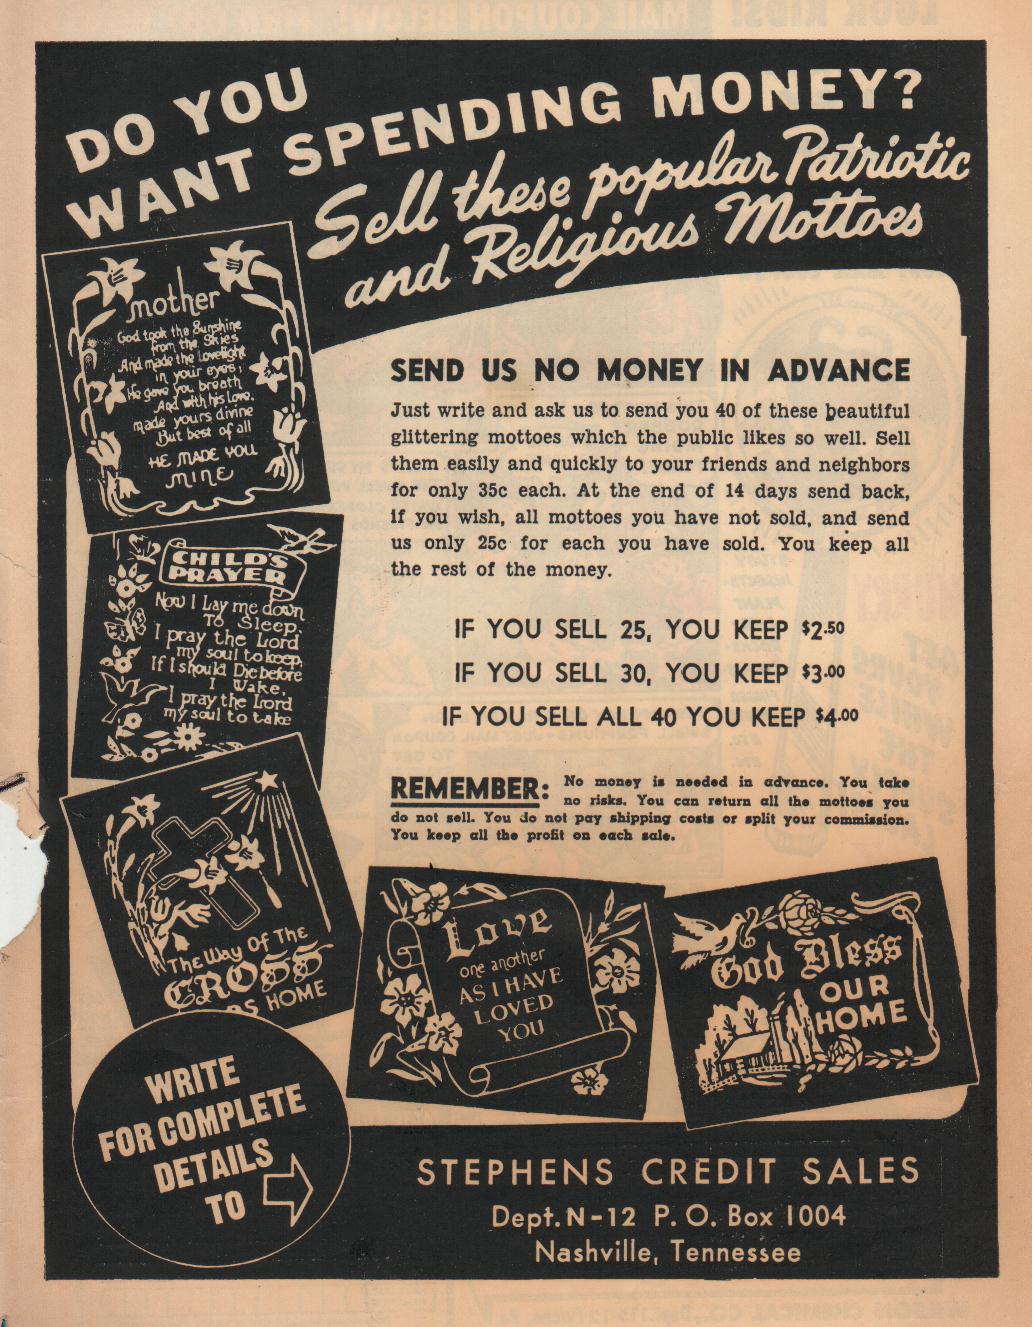 DO YOU
WANT SPENDING MONEY?
Sell these popular Patriotic
and Religious Mottoes
mother
God took the Sunshine
from the Skies
And made the Lovelight
in your eyes;
He gave you breath
And with his Love,
made yours divine
But best of all
HE MADE YOU
MINE
CHILD'S
PRAYER
Now I Lay me down
To Sleep,
I pray the Lord
my soul to keep,
If I should Die before
I Wake,
I pray the Lord
my soul to take
The Way Of The
CROSS
AS HOME
SEND US NO MONEY IN ADVANCE
Just write and ask us to send you 40 of these beautiful
glittering mottoes which the public likes so well. Sell
them easily and quickly to your friends and neighbors
for only 35c each. At the end of 14 days send back,
if you wish, all mottoes you have not sold, and send
us only 25c for each you have sold. You keep all
the rest of the money.
IF YOU SELL 25, YOU KEEP $2.50
IF YOU SELL 30, YOU KEEP $3.00
IF YOU SELL ALL 40 YOU KEEP $4.00
REMEMBER: No money is needed in advance. You take
no risks. You can return all the mottoes you
do not sell. You do not pay shipping costs or split your commission.
You keep all the profit on each sale.
Love
one another
AS I HAVE
LOVED
YOU
God Bless
OUR
HOME
WRITE
FOR COMPLETE
DETAILS
TO
STEPHENS CREDIT SALES
Dept. N-12 P. O. Box 1004
Nashville, Tennessee